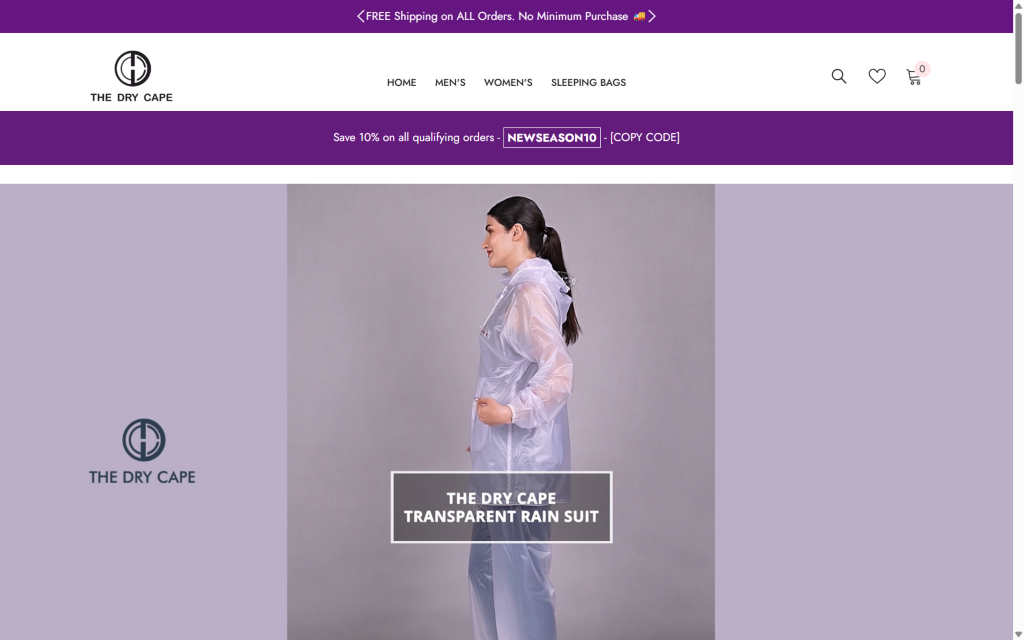 FREE Shipping on ALL Orders. No Minimum Purchase 🚚
THE DRY CAPE
HOME MEN'S WOMEN'S SLEEPING BAGS
0
Save 10% on all qualifying orders - NEWSEASON10 - [COPY CODE]
THE DRY CAPE
THE DRY CAPE
TRANSPARENT RAIN SUIT